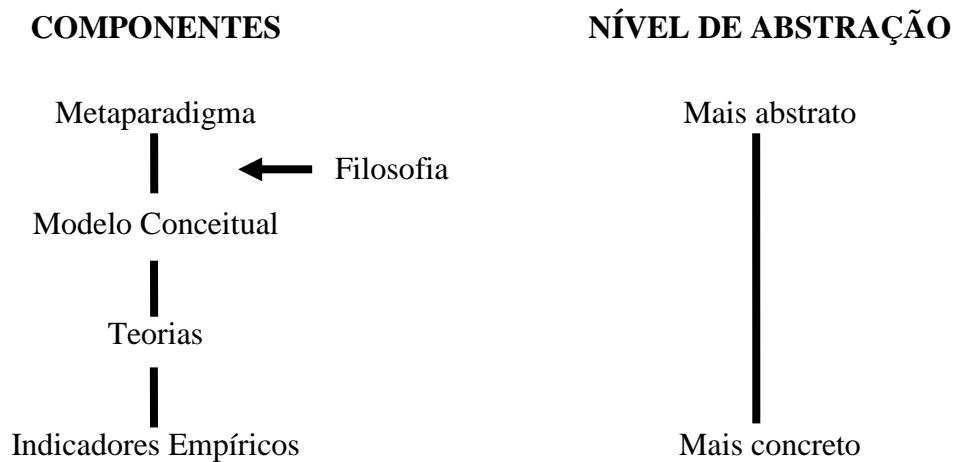 COMPONENTES NÍVEL DE ABSTRAÇÃO
Metaparadigma Mais abstrato
Filosofia
Modelo Conceitual
Teorias
Indicadores Empíricos Mais concreto